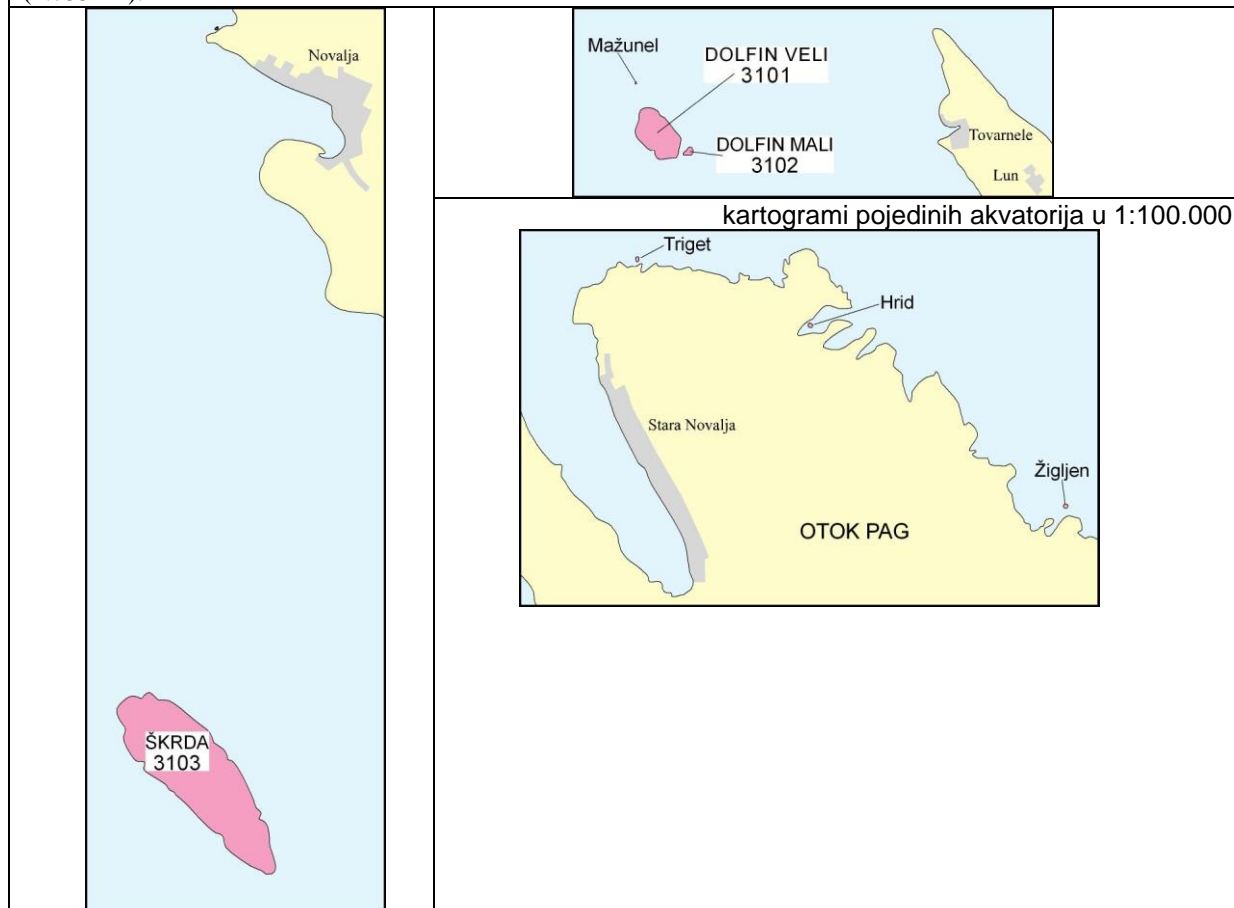 Novalja
ŠKRDA
3103
Mažunel
DOLFIN VELI
3101
DOLFIN MALI
3102
Tovarnele
Lun
kartogrami pojedinih akvatorija u 1:100.000
Triget
Hrid
Stara Novalja
Žigljen
OTOK PAG